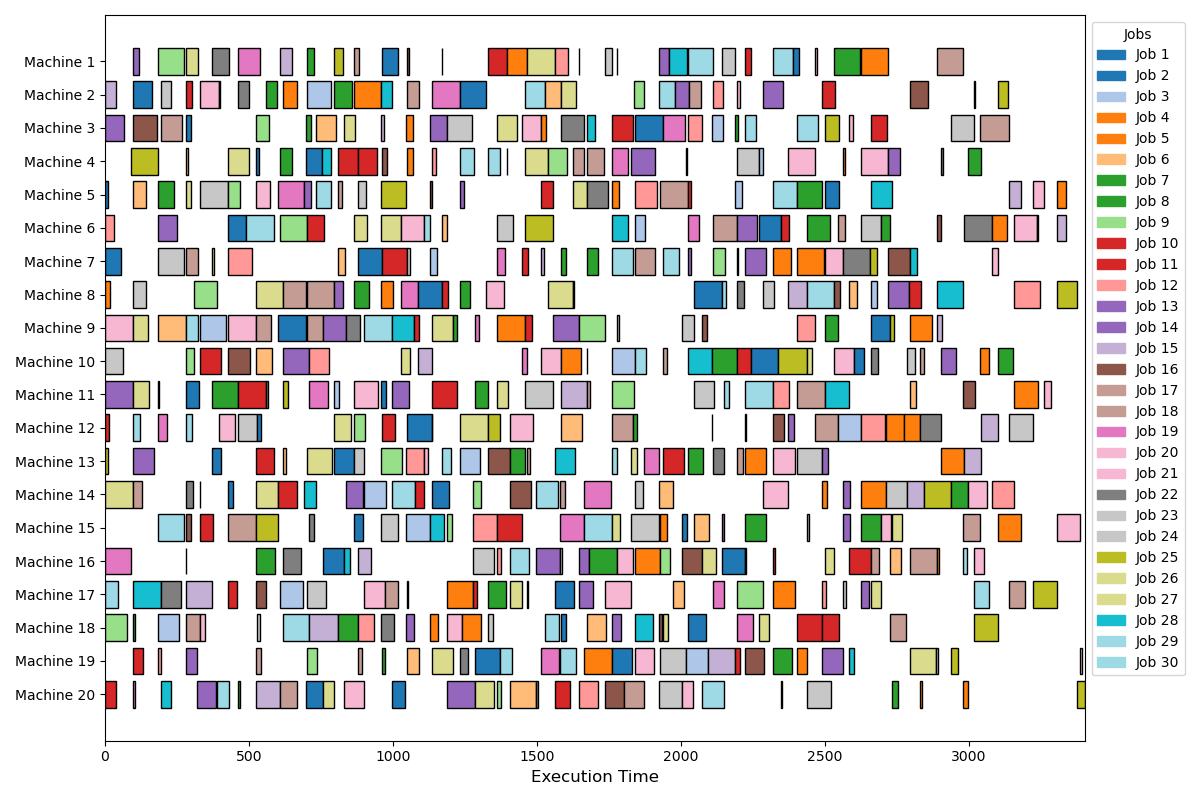 Machine 1
Machine 2
Machine 3
Machine 4
Machine 5
Machine 6
Machine 7
Machine 8
Machine 9
Machine 10
Machine 11
Machine 12
Machine 13
Machine 14
Machine 15
Machine 16
Machine 17
Machine 18
Machine 19
Machine 20
0 500 1000 1500 2000 2500 3000
Execution Time
Jobs
Job 1
Job 2
Job 3
Job 4
Job 5
Job 6
Job 7
Job 8
Job 9
Job 10
Job 11
Job 12
Job 13
Job 14
Job 15
Job 16
Job 17
Job 18
Job 19
Job 20
Job 21
Job 22
Job 23
Job 24
Job 25
Job 26
Job 27
Job 28
Job 29
Job 30